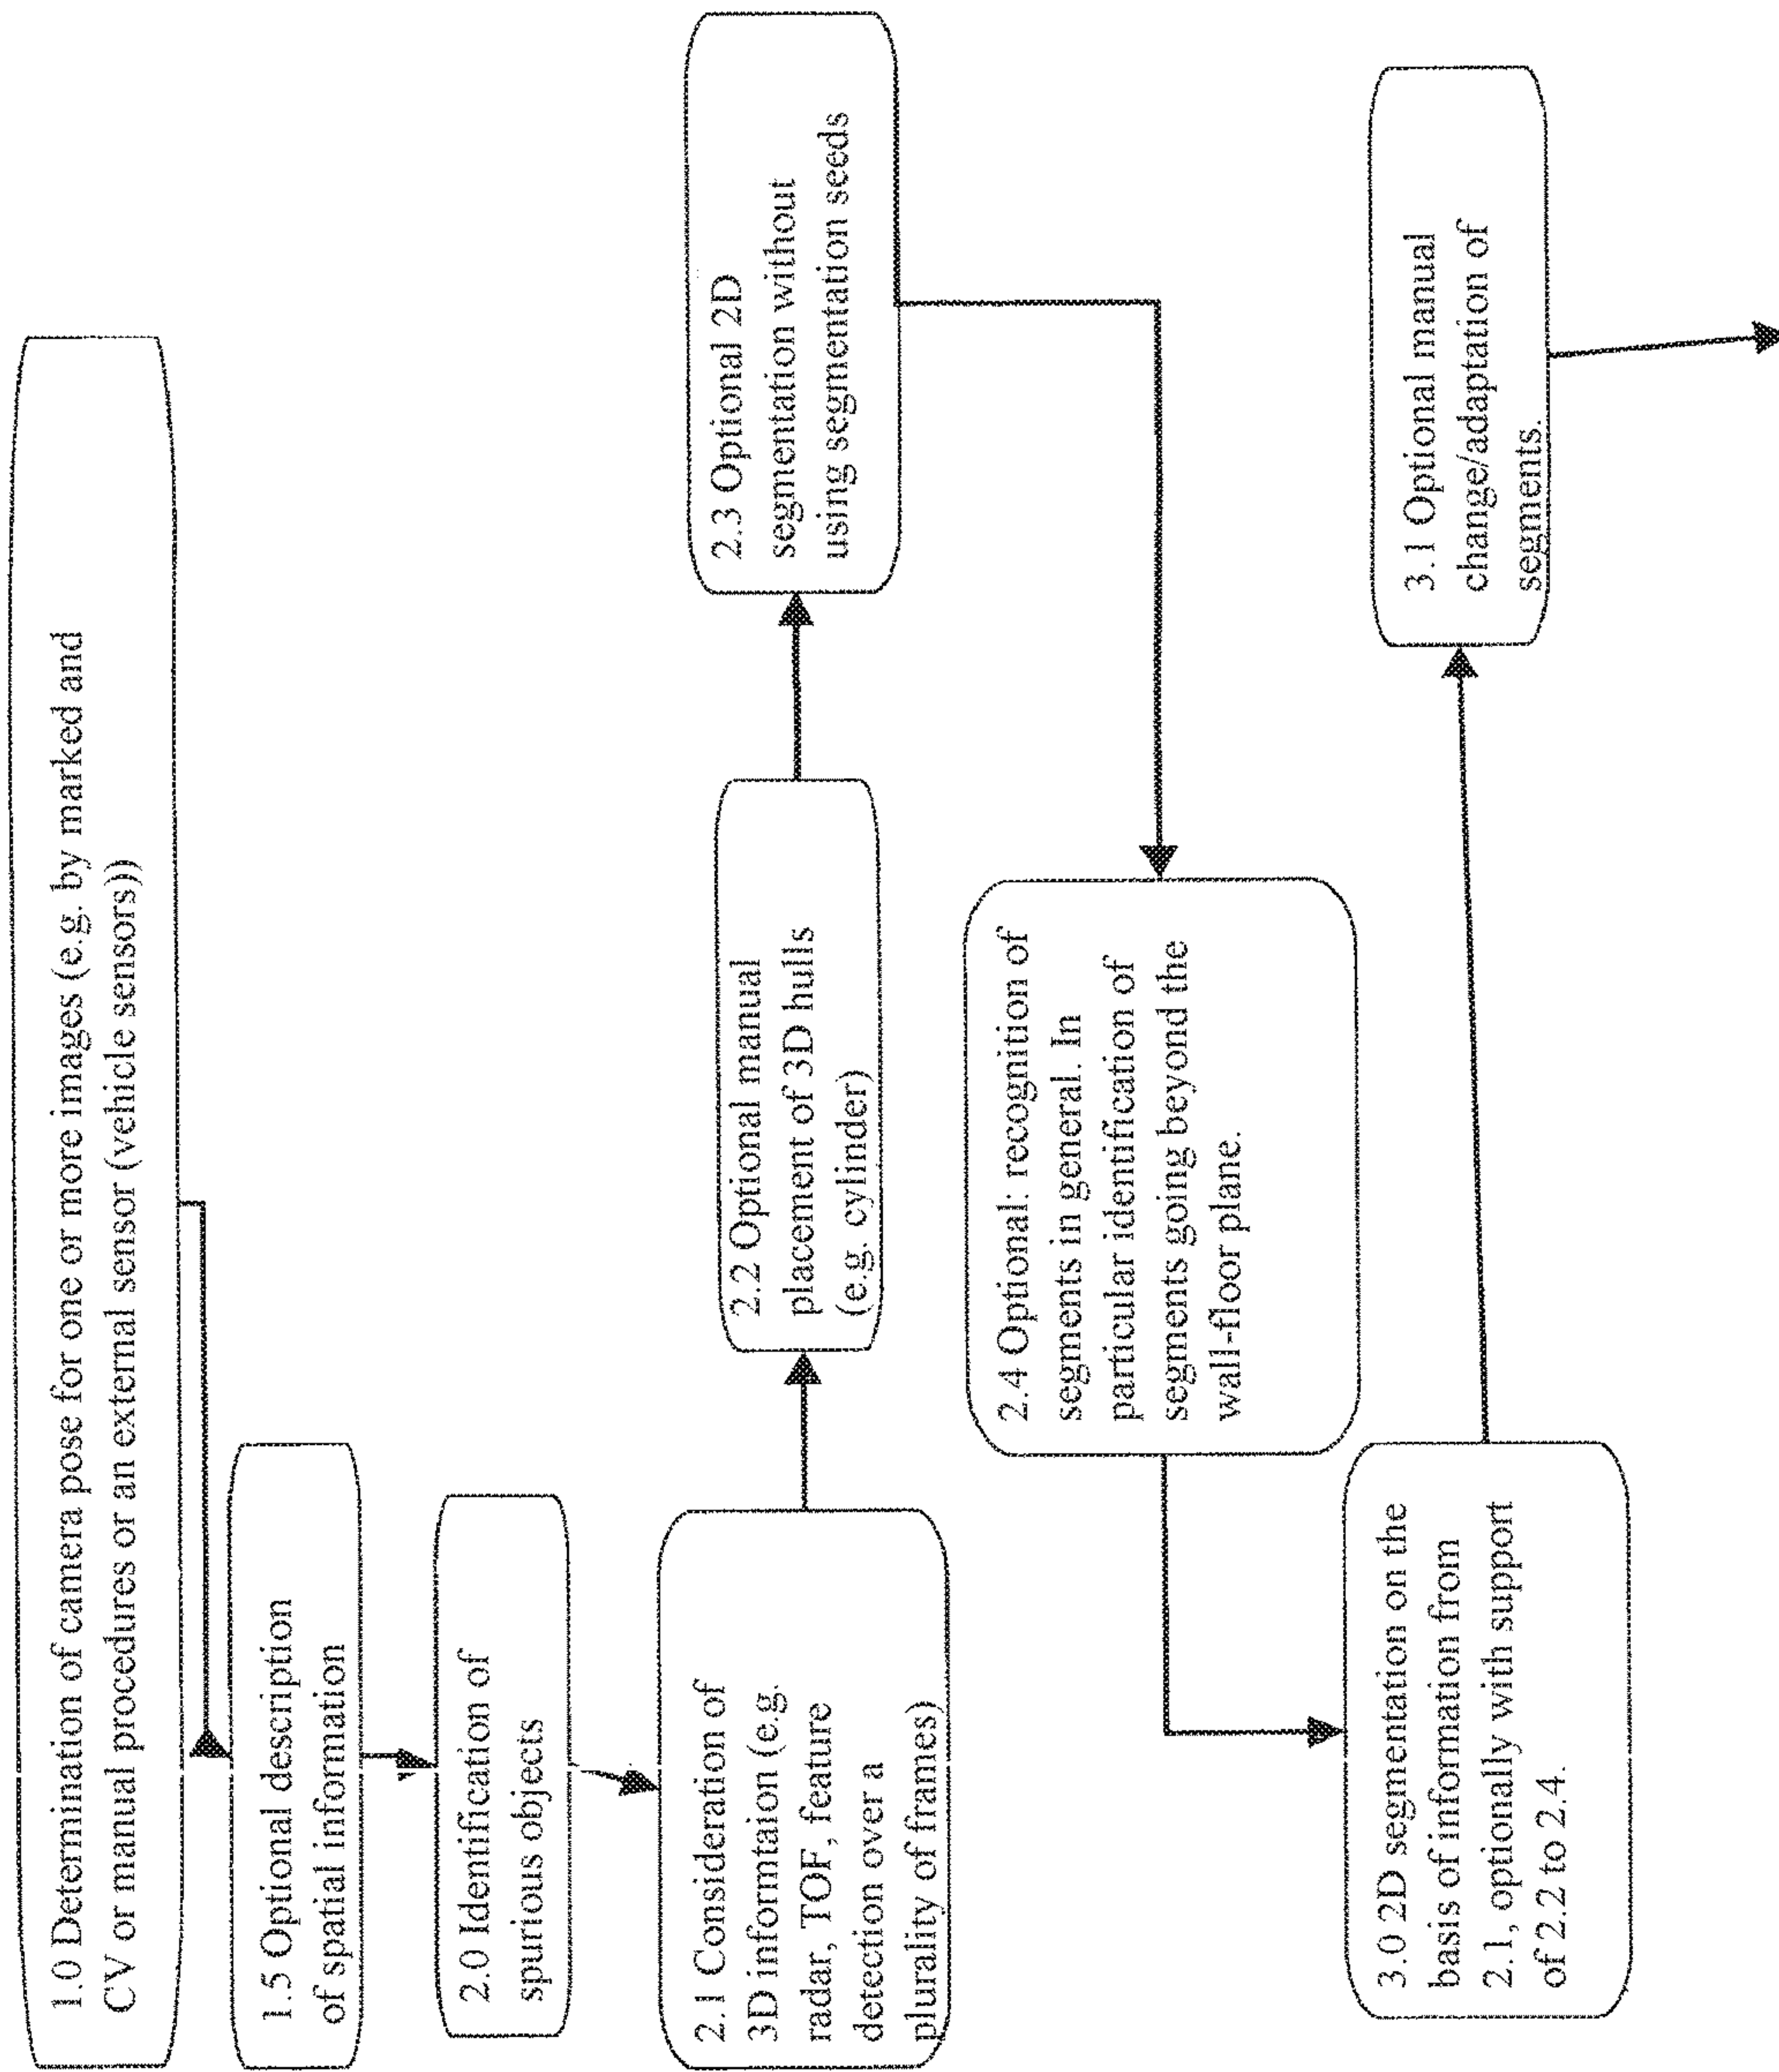 1.0 Determination of camera pose for one or more images (e.g. by marked and
CV or manual procedures or an external sensor (vehicle sensors))
1.5 Optional description
of spatial information
2.0 Identification of
spurious objects
2.1 Consideration of
3D informtaion (e.g.
radar, TOF, feature
detection over a
plurality of frames)
2.2 Optional manual
placement of 3D hulls
(e.g. cylinder)
2.3 Optional 2D
segmentation without
using segmentation seeds
2.4 Optional: recognition of
segments in general. In
particular identification of
segments going beyond the
wall-floor plane.
3.0 2D segmentation on the
basis of information from
2.1, optionally with support
of 2.2 to 2.4.
3.1 Optional manual
change/adaptation of
segments.